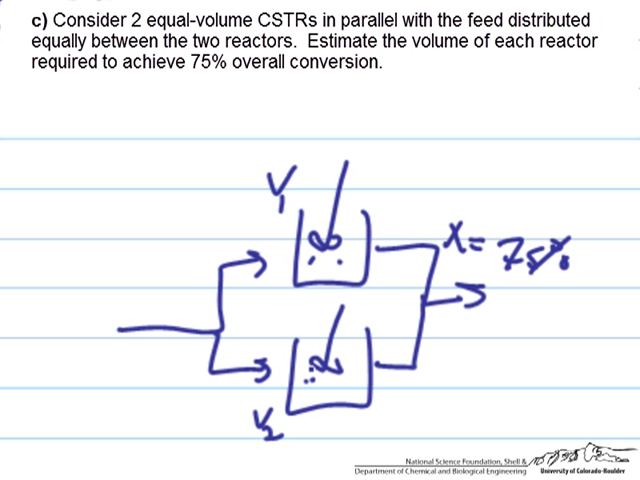 c) Consider 2 equal-volume CSTRs in parallel with the feed distributed
equally between the two reactors. Estimate the volume of each reactor
required to achieve 75% overall conversion.
V1
X = 75%
V2
National Science Foundation, Shell &
Department of Chemical and Biological Engineering
University of Colorado-Boulder